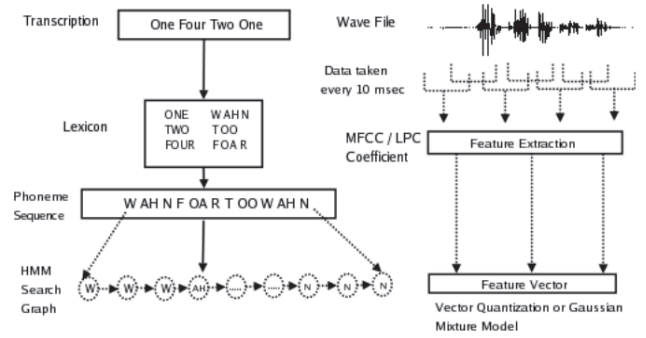 Transcription
One Four Two One
Lexicon
ONE WAHN
TWO TOO
FOUR FOAR
Phoneme
Sequence
W AH N F OA R T OO W AH N
HMM
Search
Graph
W W W AH .... .... N N N
Wave File
Data taken
every 10 msec
MFCC / LPC
Coefficient
Feature Extraction
Feature Vector
Vector Quantization or Gaussian
Mixture Model